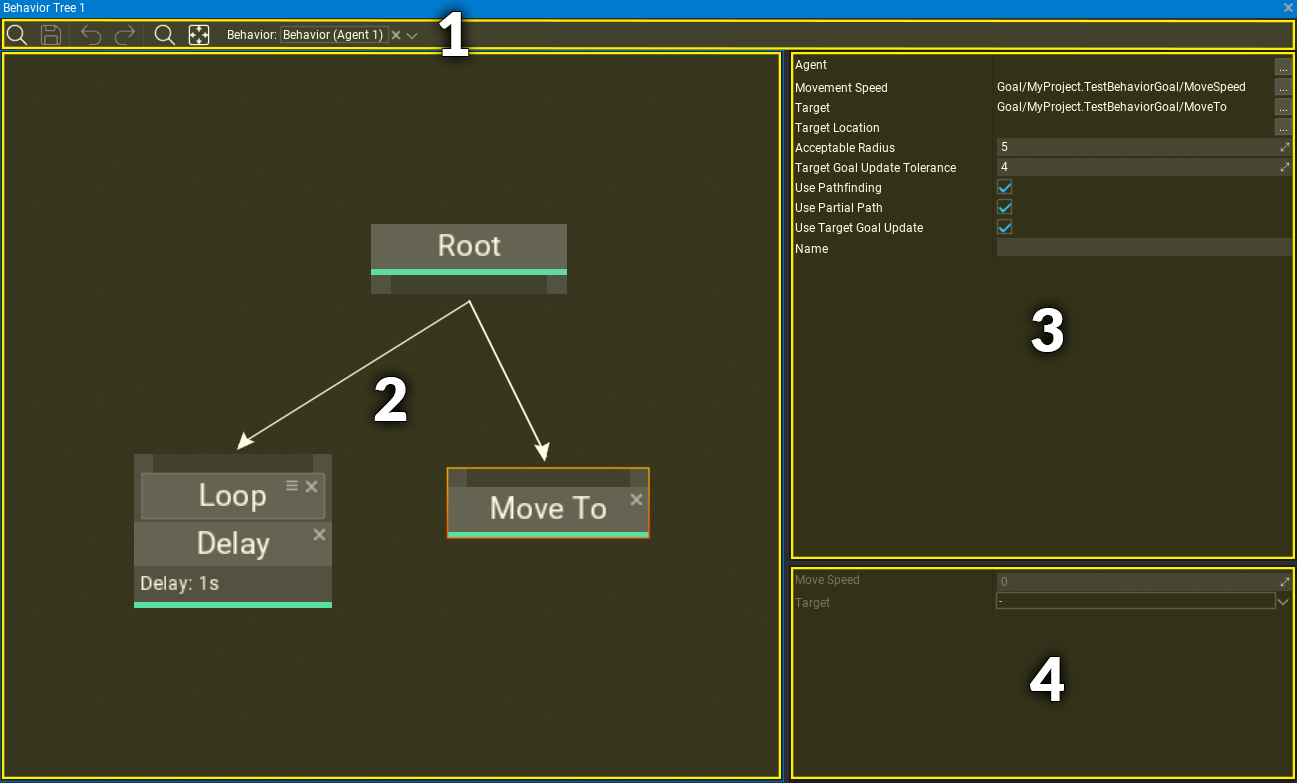 Behavior Tree 1
Behavior: Behavior (Agent 1)
1
Root
2
Loop
Delay
Delay: 1s
Move To
Agent ...
Movement Speed Goal/MyProject.TestBehaviorGoal/MoveSpeed ...
Target Goal/MyProject.TestBehaviorGoal/MoveTo ...
Target Location ...
Acceptable Radius 5
Target Goal Update Tolerance 4
Use Pathfinding
Use Partial Path
Use Target Goal Update
Name
3
Move Speed 0
Target -
4